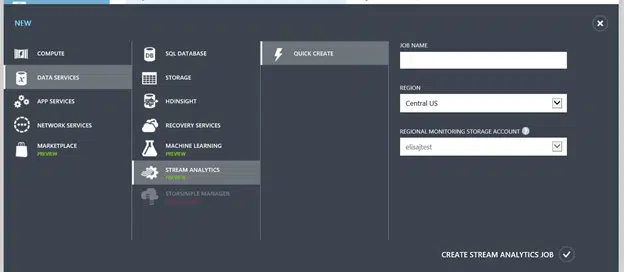 NEW
COMPUTE
DATA SERVICES
APP SERVICES
NETWORK SERVICES
MARKETPLACE
PREVIEW
SQL DATABASE
STORAGE
HDINSIGHT
RECOVERY SERVICES
MACHINE LEARNING
PREVIEW
STREAM ANALYTICS
PREVIEW
STORSIMPLE MANAGER
QUICK CREATE
JOB NAME
REGION
Central US
REGIONAL MONITORING STORAGE ACCOUNT ?
elisajtest
CREATE STREAM ANALYTICS JOB